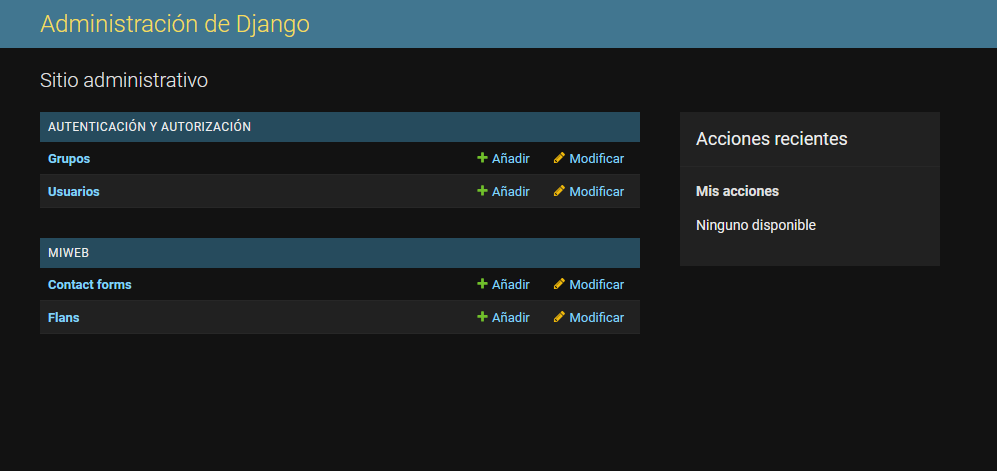 Administración de Django
Sitio administrativo
AUTENTICACIÓN Y AUTORIZACIÓN
Grupos Añadir Modificar
Usuarios Añadir Modificar
MIWEB
Contact forms Añadir Modificar
Flans Añadir Modificar
Acciones recientes
Mis acciones
Ninguno disponible